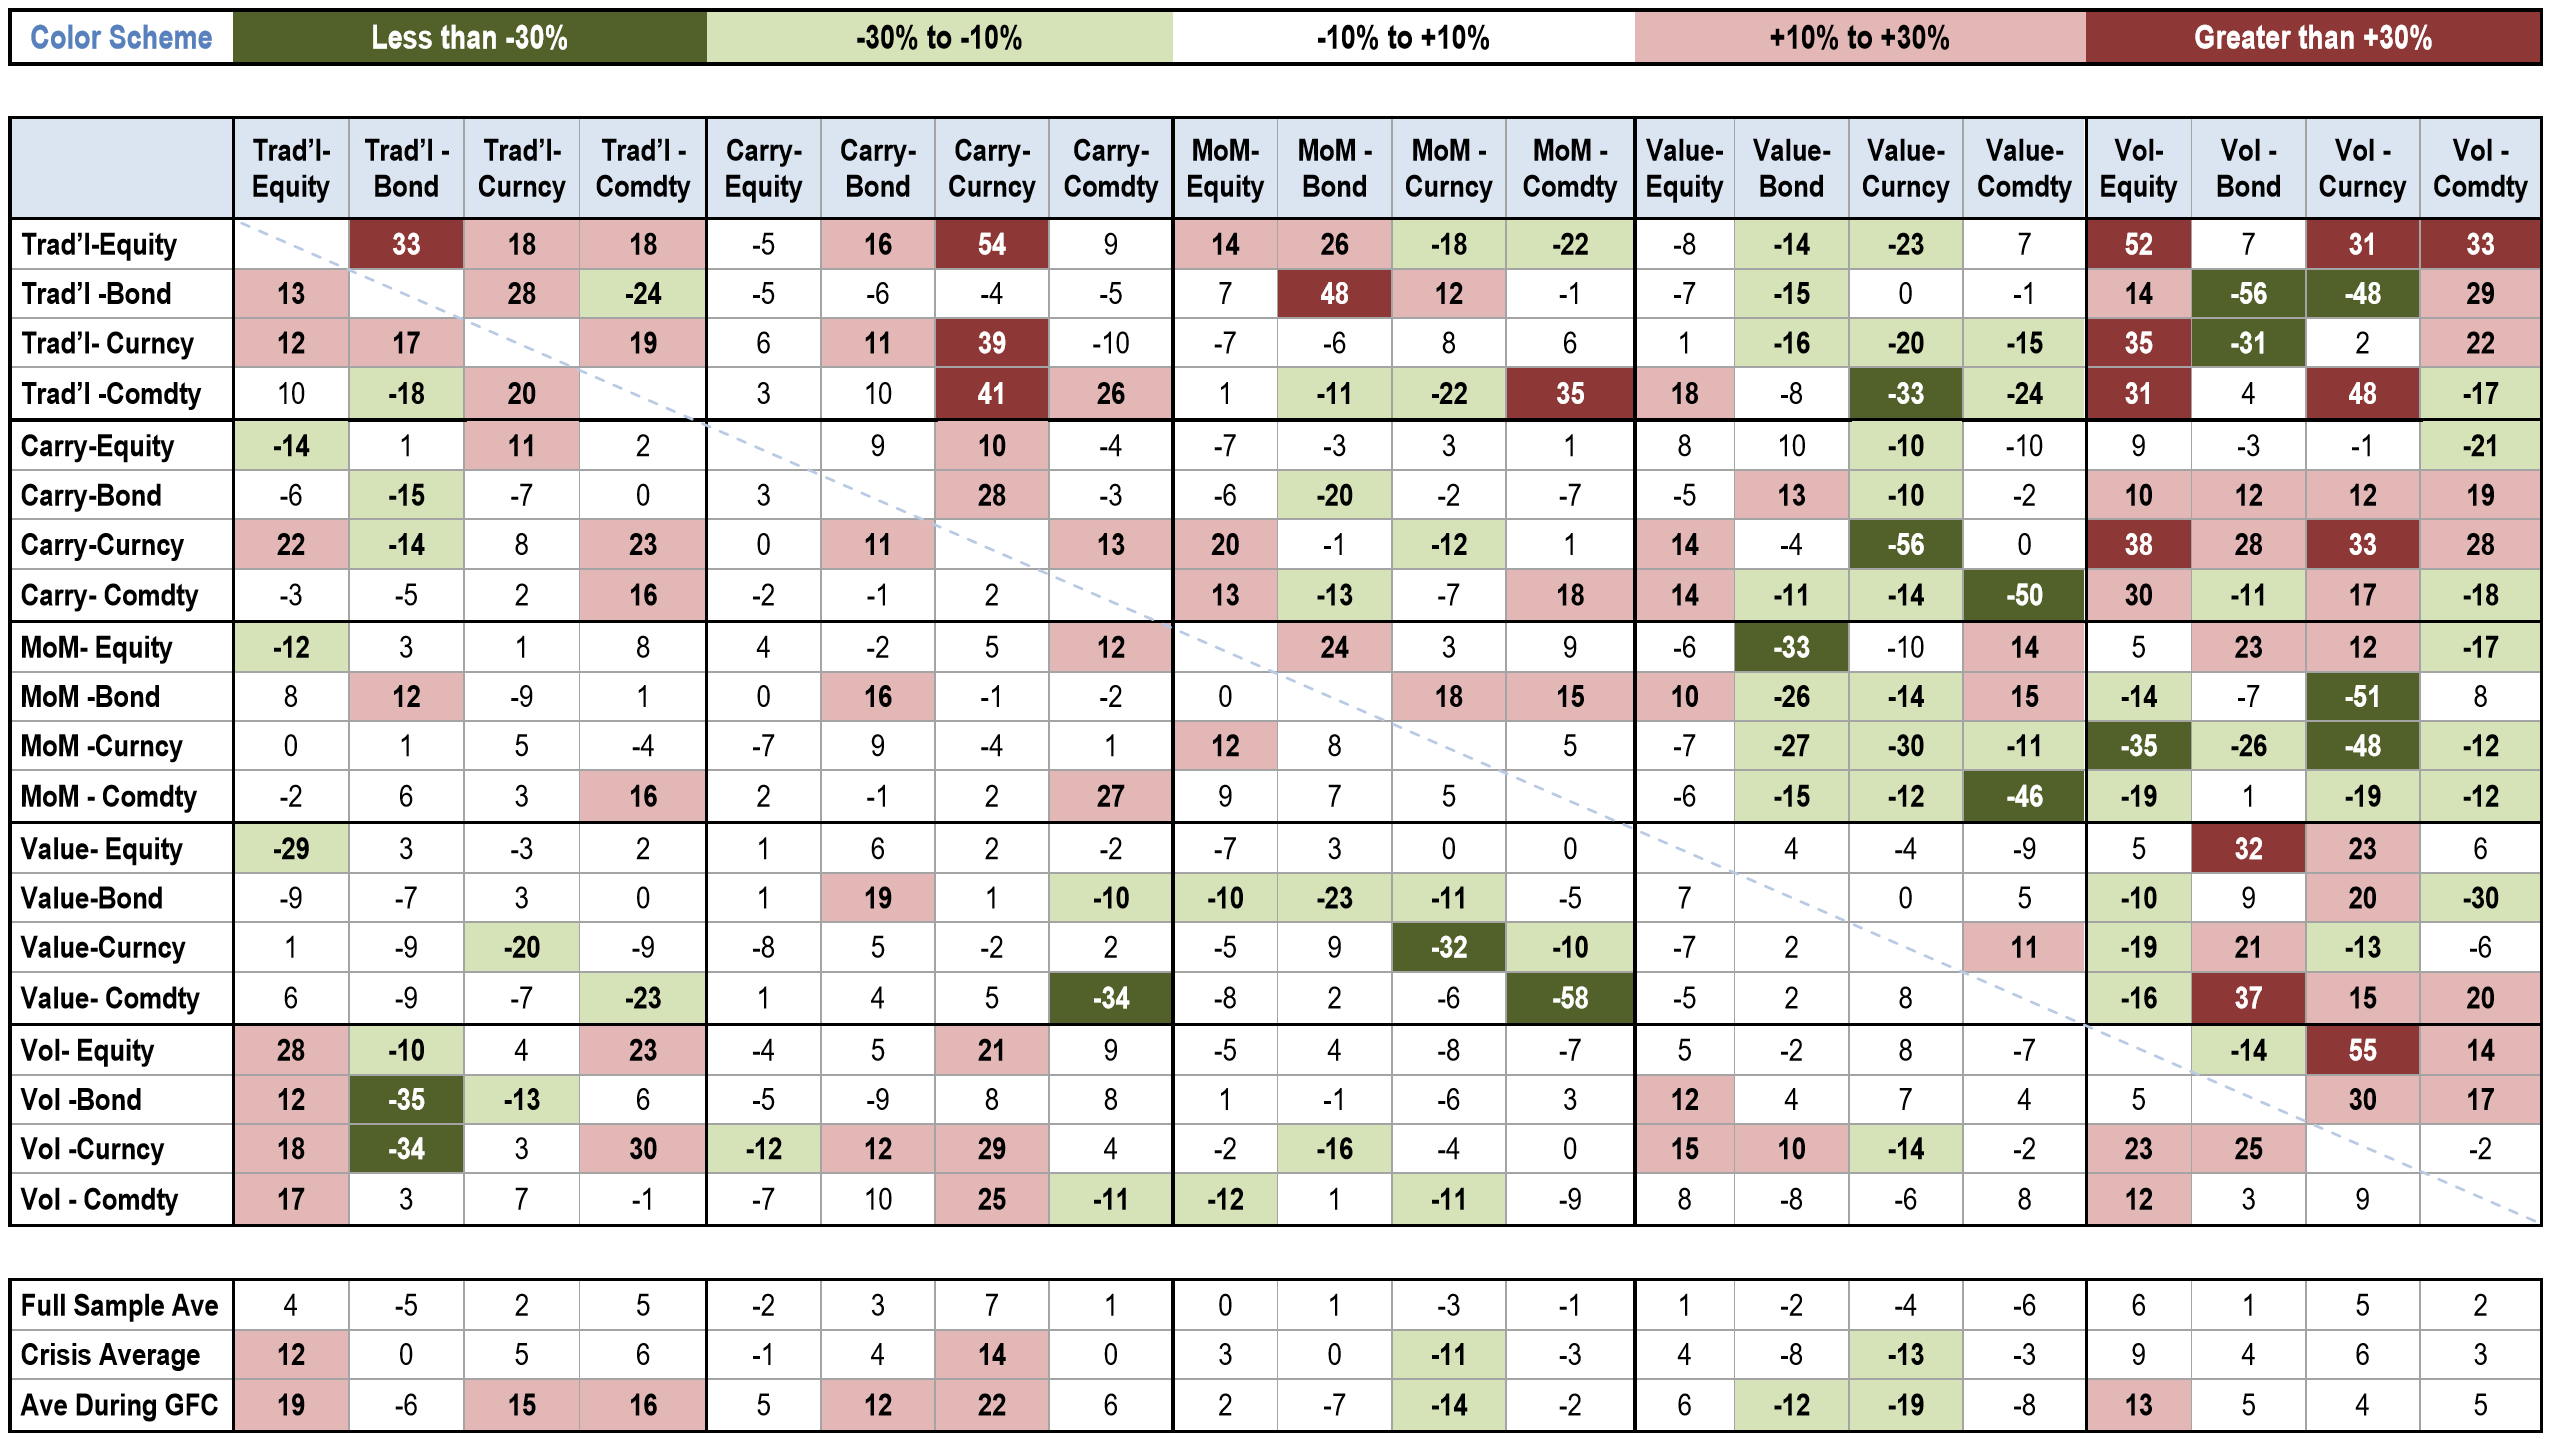 Color Scheme Less than -30% -30% to -10% -10% to +10% +10% to +30% Greater than +30%
Trad'l- Trad'l - Trad'l- Trad'l - Carry- Carry- Carry- Carry- MoM- MoM - MoM - MoM - Value- Value- Value- Value- Vol- Vol - Vol - Vol -
Equity Bond Curncy Comdty Equity Bond Curncy Comdty Equity Bond Curncy Comdty Equity Bond Curncy Comdty Equity Bond Curncy Comdty
Trad'l-Equity 33 18 18 -5 16 54 9 14 26 -18 -22 -8 -14 -23 7 52 7 31 33
Trad'l -Bond 13 28 -24 -5 -6 -4 -5 7 48 12 -1 -7 -15 0 -1 14 -56 -48 29
Trad'l- Curncy 12 17 19 6 11 39 -10 -7 -6 8 6 1 -16 -20 -15 35 -31 2 22
Trad'l -Comdty 10 -18 20 3 10 41 26 1 -11 -22 35 18 -8 -33 -24 31 4 48 -17
Carry-Equity -14 1 11 2 9 10 -4 -7 -3 3 1 8 10 -10 -10 9 -3 -1 -21
Carry-Bond -6 -15 -7 0 3 28 -3 -6 -20 -2 -7 -5 13 -10 -2 10 12 12 19
Carry-Curncy 22 -14 8 23 0 11 13 20 -1 -12 1 14 -4 -56 0 38 28 33 28
Carry- Comdty -3 -5 2 16 -2 -1 2 13 -13 -7 18 14 -11 -14 -50 30 -11 17 -18
MoM- Equity -12 3 1 8 4 -2 5 12 24 3 9 -6 -33 -10 14 5 23 12 -17
MoM -Bond 8 12 -9 1 0 16 -1 -2 0 18 15 10 -26 -14 15 -14 -7 -51 8
MoM -Curncy 0 1 5 -4 -7 9 -4 1 12 8 5 -7 -27 -30 -11 -35 -26 -48 -12
MoM - Comdty -2 6 3 16 2 -1 2 27 9 7 5 -6 -15 -12 -46 -19 1 -19 -12
Value- Equity -29 3 -3 2 1 6 2 -2 -7 3 0 0 4 -4 -9 5 32 23 6
Value-Bond -9 -7 3 0 1 19 1 -10 -10 -23 -11 -5 7 0 5 -10 9 20 -30
Value-Curncy 1 -9 -20 -9 -8 5 -2 2 -5 9 -32 -10 -7 2 11 -19 21 -13 -6
Value- Comdty 6 -9 -7 -23 1 4 5 -34 -8 2 -6 -58 -5 2 8 -16 37 15 20
Vol- Equity 28 -10 4 23 -4 5 21 9 -5 4 -8 -7 5 -2 8 -7 -14 55 14
Vol -Bond 12 -35 -13 6 -5 -9 8 8 1 -1 -6 3 12 4 7 4 5 30 17
Vol -Curncy 18 -34 3 30 -12 12 29 4 -2 -16 -4 0 15 10 -14 -2 23 25 -2
Vol - Comdty 17 3 7 -1 -7 10 25 -11 -12 1 -11 -9 8 -8 -6 8 12 3 9
Full Sample Ave 4 -5 2 5 -2 3 7 1 0 1 -3 -1 1 -2 -4 -6 6 1 5 2
Crisis Average 12 0 5 6 -1 4 14 0 3 0 -11 -3 4 -8 -13 -3 9 4 6 3
Ave During GFC 19 -6 15 16 5 12 22 6 2 -7 -14 -2 6 -12 -19 -8 13 5 4 5